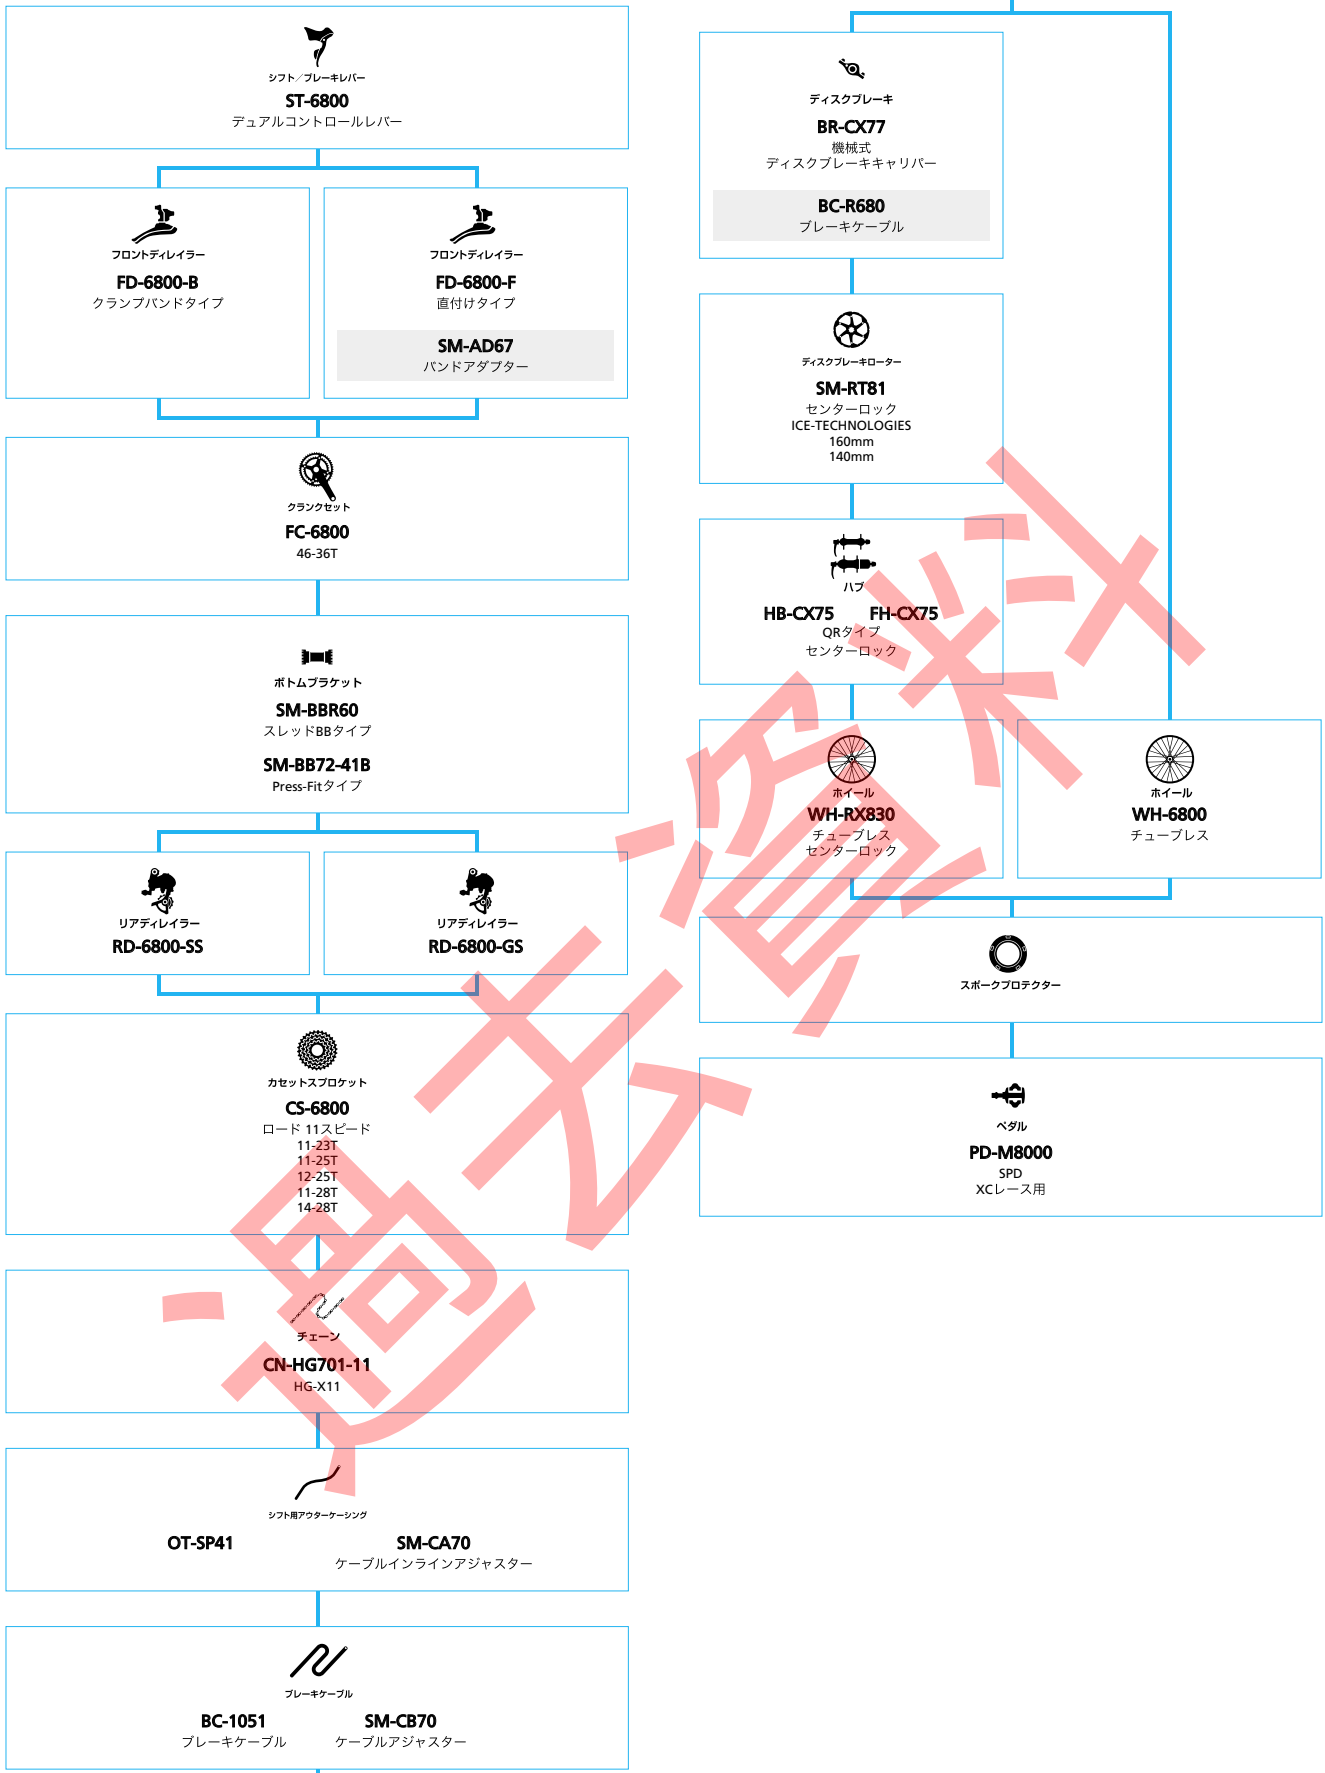 シフト／ブレーキレバー
ST-6800
デュアルコントロールレバー
フロントディレイラー
FD-6800-B
クランプバンドタイプ
フロントディレイラー
FD-6800-F
直付けタイプ
SM-AD67
バンドアダプター
クランクセット
FC-6800
46-36T
ボトムブラケット
SM-BBR60
スレッドBBタイプ
SM-BB72-41B
Press-Fitタイプ
リアディレイラー
RD-6800-SS
リアディレイラー
RD-6800-GS
カセットスプロケット
CS-6800
ロード 11スピード
11-23T
11-25T
12-25T
11-28T
14-28T
チェーン
CN-HG701-11
HG-X11
シフト用アウターケーシング
OT-SP41
SM-CA70
ケーブルインラインアジャスター
ブレーキケーブル
BC-1051
ブレーキケーブル
SM-CB70
ケーブルアジャスター
ディスクブレーキ
BR-CX77
機械式
ディスクブレーキキャリパー
BC-R680
ブレーキケーブル
ディスクブレーキローター
SM-RT81
センターロック
ICE-TECHNOLOGIES
160mm
140mm
ハブ
HB-CX75 FH-CX75
QRタイプ
センターロック
ホイール
WH-RX830
チューブレス
センターロック
ホイール
WH-6800
チューブレス
スポークプロテクター
ペダル
PD-M8000
SPD
XCレース用
過去資料